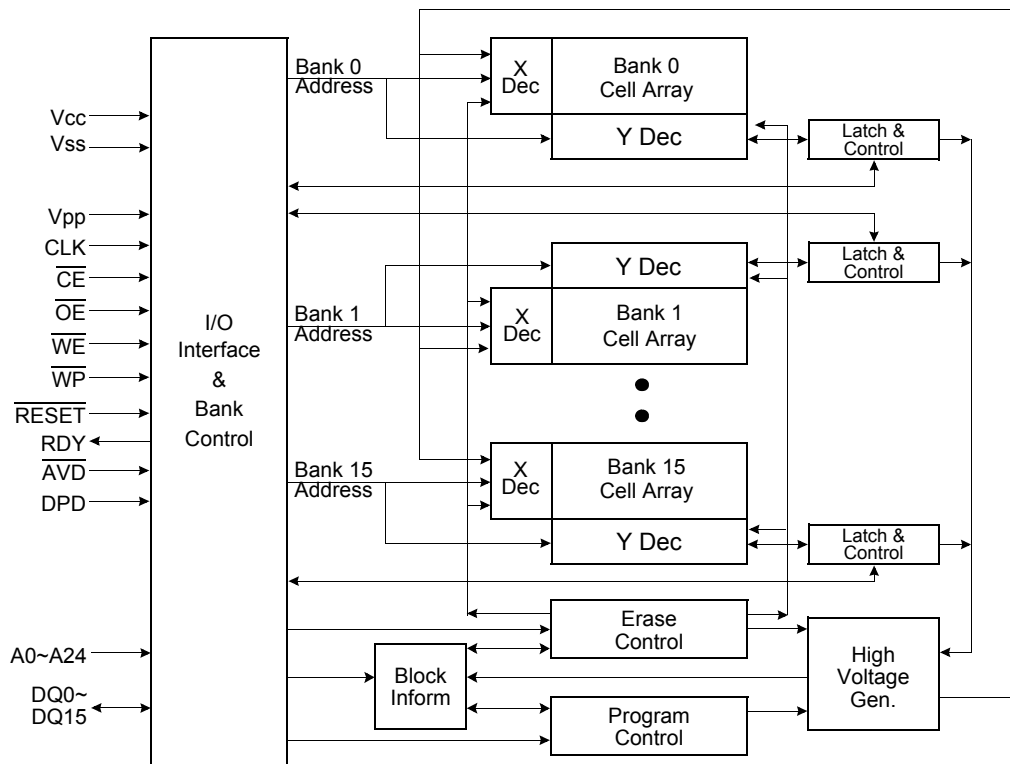 Vcc
Vss
Vpp
CLK
CE
OE
WE
WP
RESET
RDY
AVD
DPD
A0~A24
DQ0~
DQ15
I/O
Interface
&
Bank
Control
Bank 0
Address
X
Dec
Bank 0
Cell Array
Y Dec
Latch &
Control
Bank 1
Address
Y Dec
X
Dec
Bank 1
Cell Array
Latch &
Control
Bank 15
Address
X
Dec
Bank 15
Cell Array
Y Dec
Latch &
Control
Erase
Control
Block
Inform
Program
Control
High
Voltage
Gen.